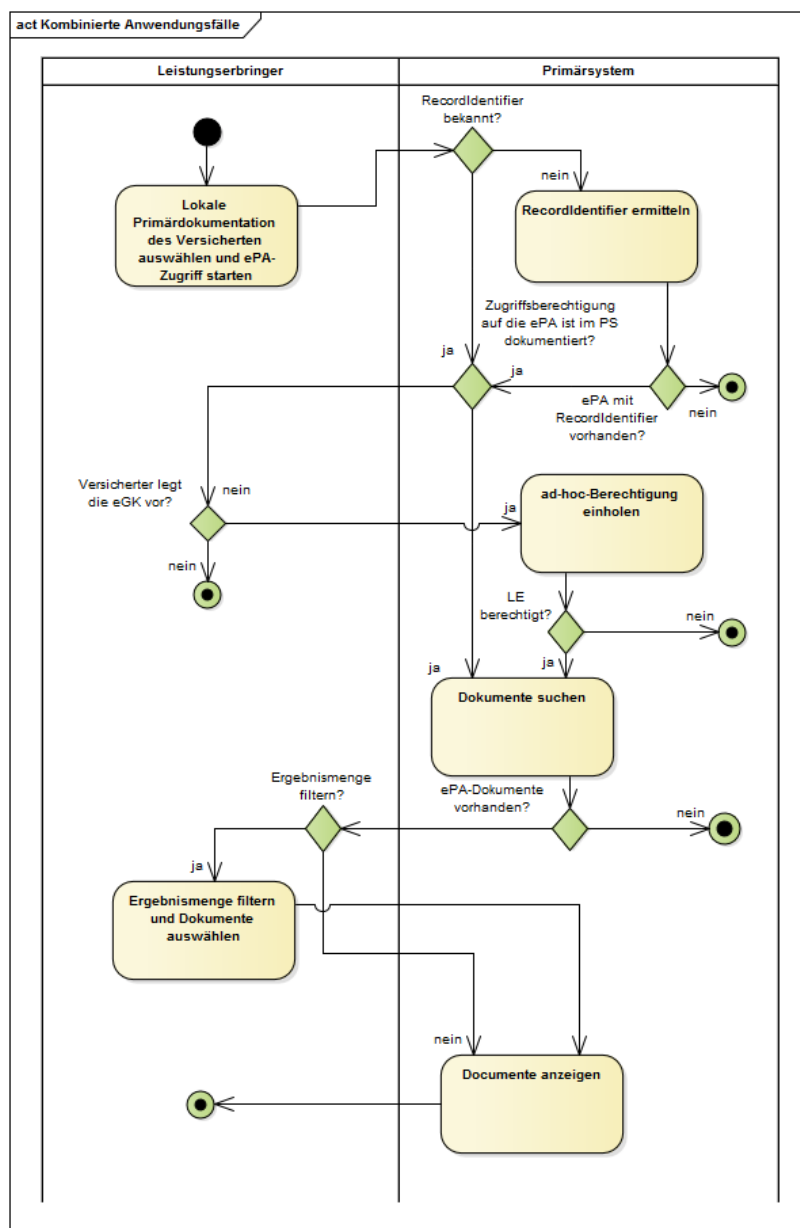 act Kombinierte Anwendungsfälle
Leistungserbringer
Primärsystem
RecordIdentifier
bekannt?
nein
Lokale
Primärdokumentation
des Versicherten
auswählen und ePA-
Zugriff starten
RecordIdentifier ermitteln
Zugriffsberechtigung
auf die ePA ist im PS
dokumentiert?
ja
ja
ePA mit
RecordIdentifier
vorhanden?
nein
Versicherter legt
die eGK vor?
nein
ja
ad-hoc-Berechtigung
einholen
nein
LE
berechtigt?
nein
ja
ja
Dokumente suchen
Ergebnismenge
filtern?
ePA-Dokumente
vorhanden?
nein
ja
Ergebnismenge filtern
und Dokumente
auswählen
nein
Documente anzeigen